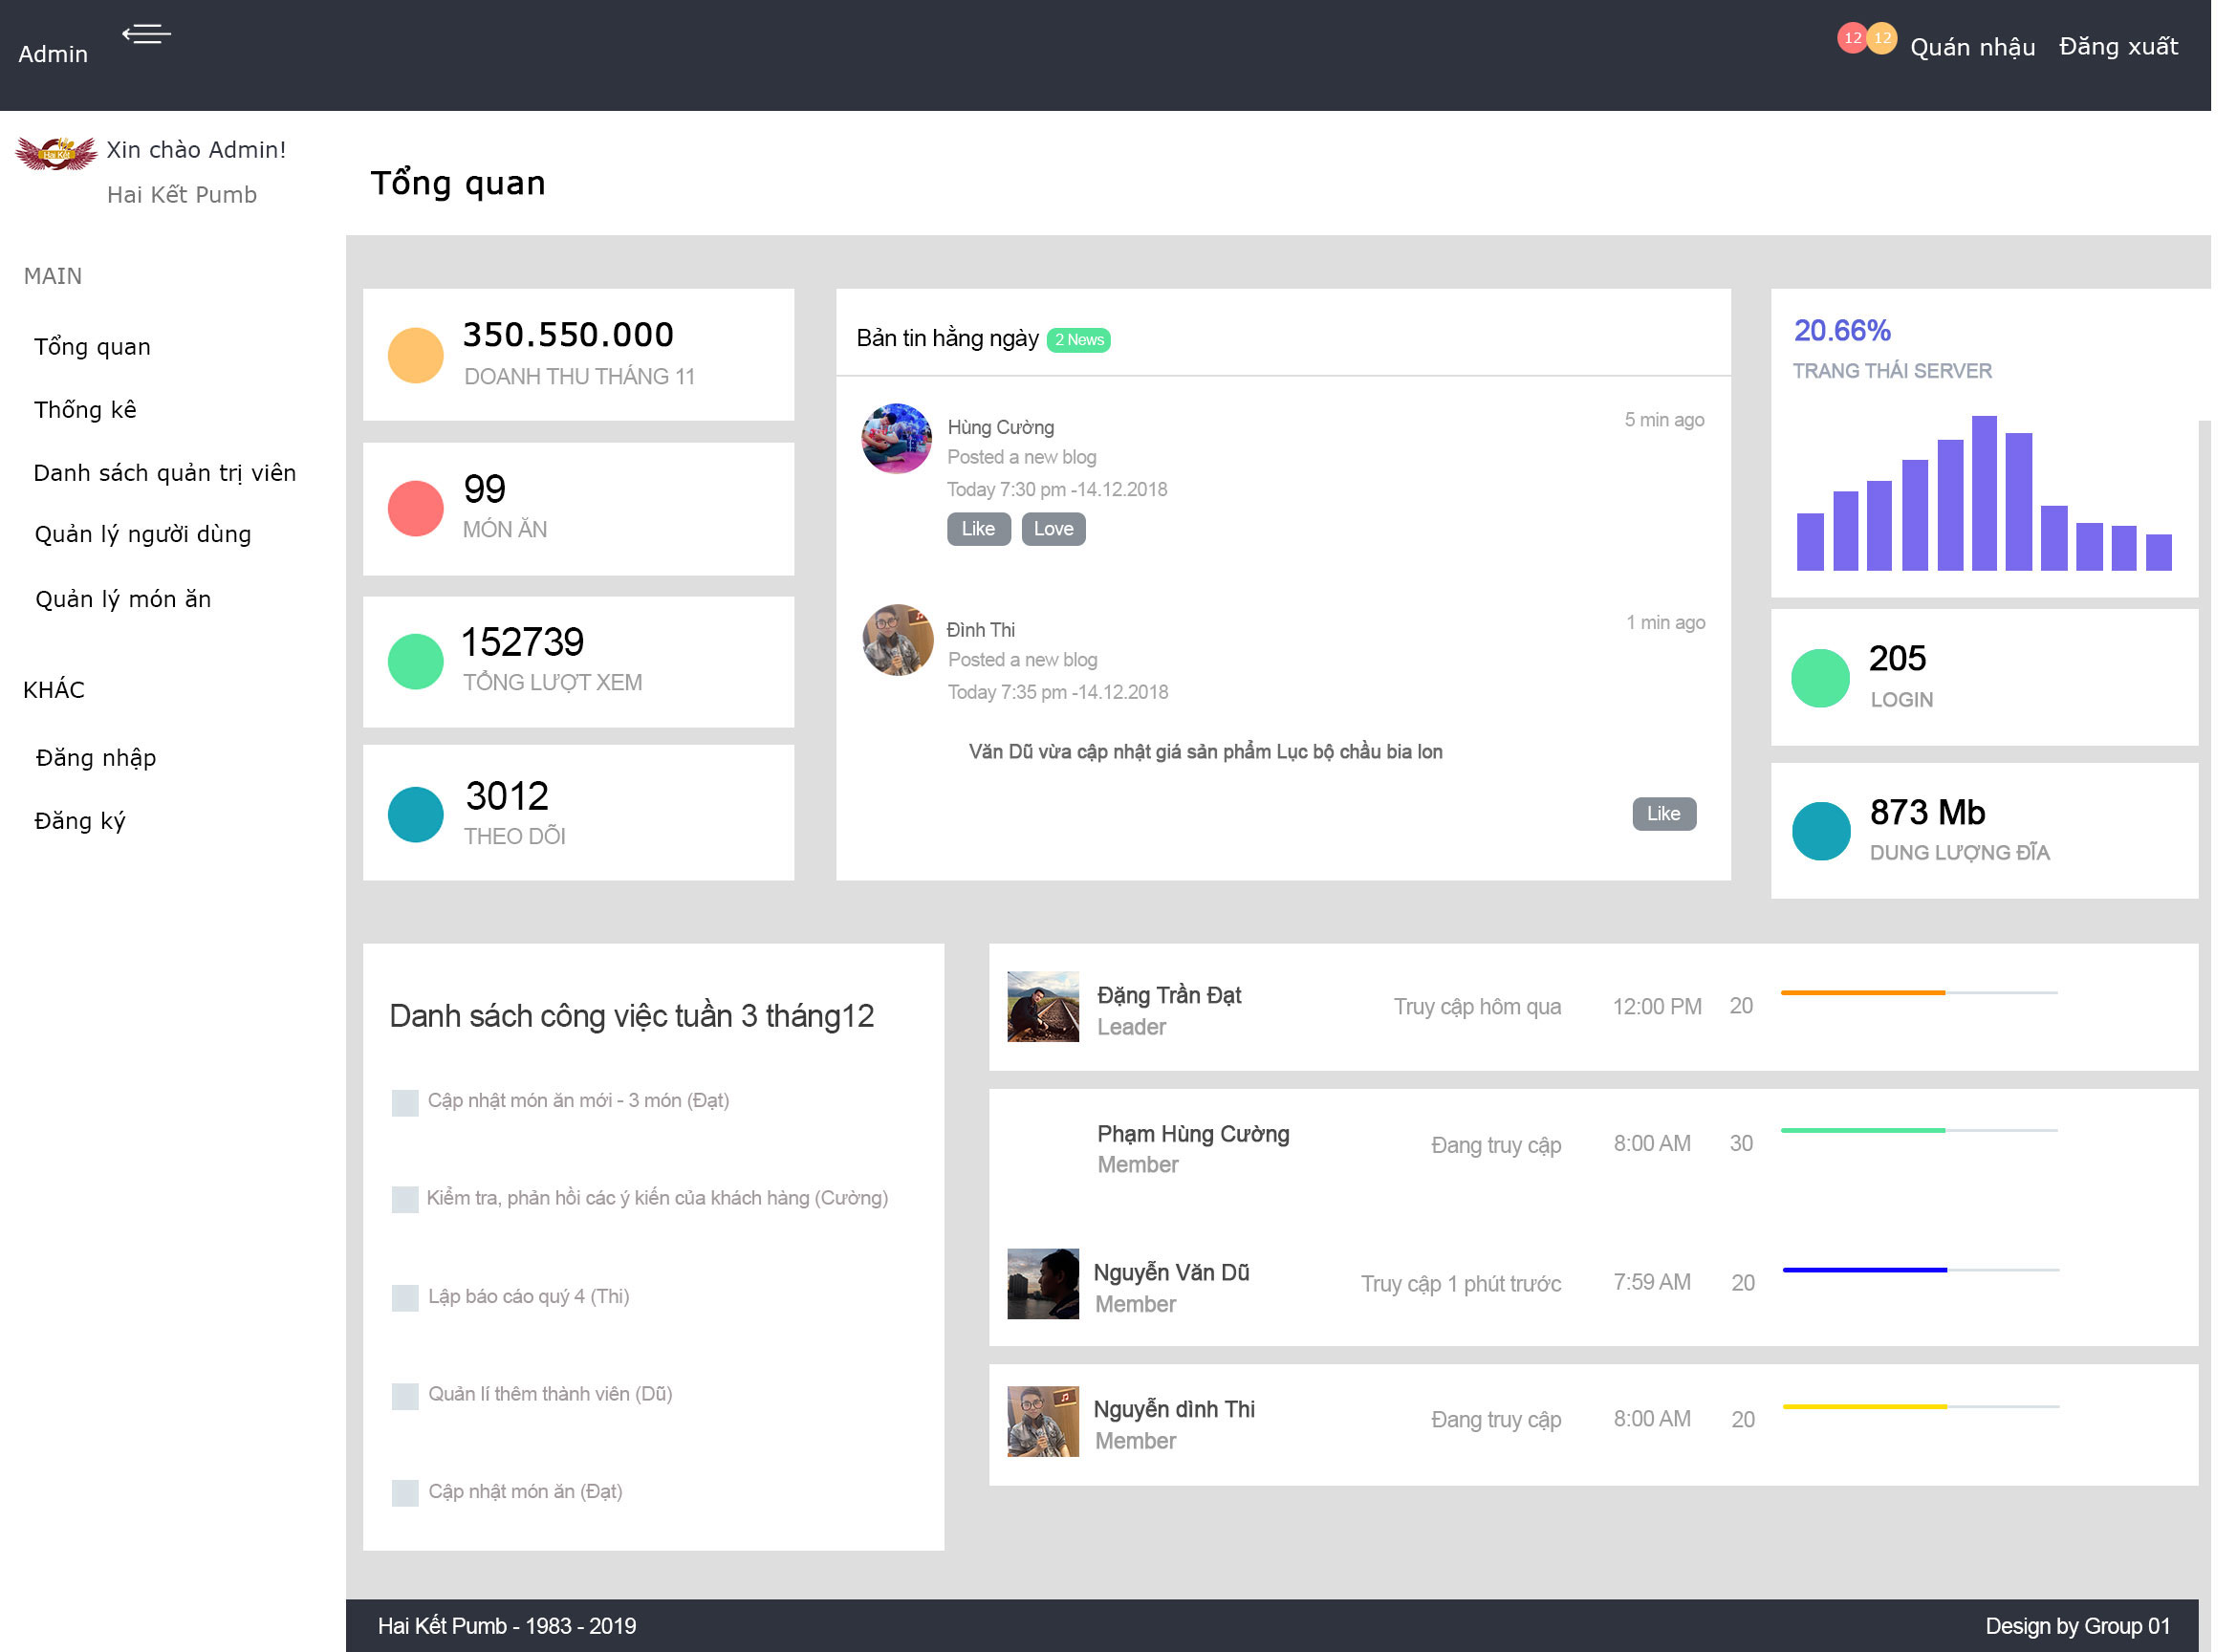 Admin
12 12 Quán nhậu Đăng xuất
Hai Kết
Xin chào Admin!
Hai Kết Pumb
MAIN
Tổng quan
Thống kê
Danh sách quản trị viên
Quản lý người dùng
Quản lý món ăn
KHÁC
Đăng nhập
Đăng ký
Tổng quan
350.550.000
DOANH THU THÁNG 11
99
MÓN ĂN
152739
TỔNG LƯỢT XEM
3012
THEO DÕI
Bản tin hằng ngày 2 News
Hùng Cường
5 min ago
Posted a new blog
Today 7:30 pm -14.12.2018
Like Love
Đình Thi
1 min ago
Posted a new blog
Today 7:35 pm -14.12.2018
Văn Dũ vừa cập nhật giá sản phẩm Lục bộ chầu bia lon
Like
20.66%
TRANG THÁI SERVER
205
LOGIN
873 Mb
DUNG LƯỢNG ĐĨA
Danh sách công việc tuần 3 tháng12
Cập nhật món ăn mới - 3 món (Đạt)
Kiểm tra, phản hồi các ý kiến của khách hàng (Cường)
Lập báo cáo quý 4 (Thi)
Quản lí thêm thành viên (Dũ)
Cập nhật món ăn (Đạt)
Đặng Trần Đạt
Leader
Truy cập hôm qua 12:00 PM 20
Phạm Hùng Cường
Member
Đang truy cập 8:00 AM 30
Nguyễn Văn Dũ
Member
Truy cập 1 phút trước 7:59 AM 20
Nguyễn dình Thi
Member
Đang truy cập 8:00 AM 20
Hai Kết Pumb - 1983 - 2019
Design by Group 01